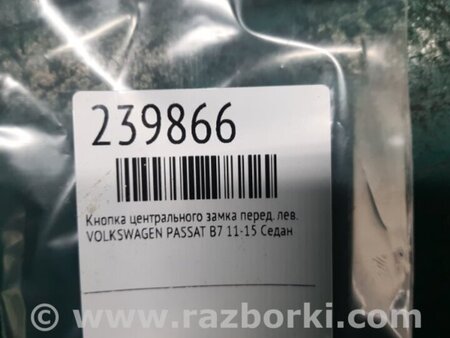 239866
Кнопка центрального замка перед. лев.
VOLKSWAGEN PASSAT B7 11-15 Седан
© www.razborki.com